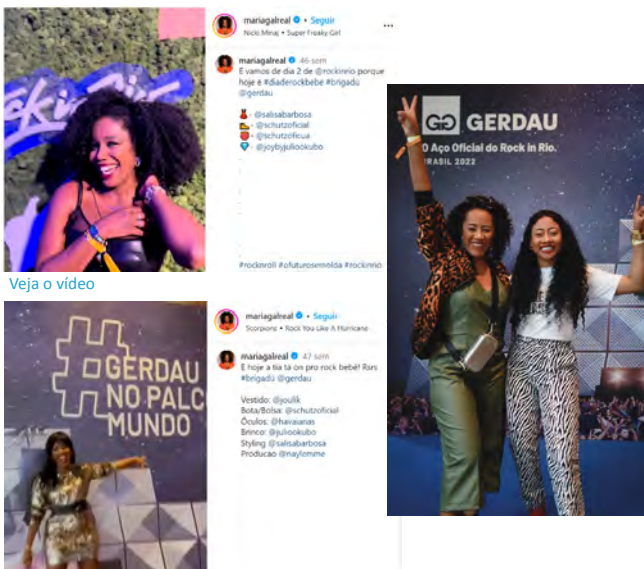 mariagalreal • Seguir
Nicki Minaj • Super Freaky Girl
mariagalreal 46 sem
E vamos de dia 2 de @rockinrio porque
hoje é #diaderockbebe #brigadú
@gerdau
- @salisabarbosa
- @schutzoficial
- @schutzoficua
- @joybyjuliookubo
#rocknroll #ofuturosemolda #rockinrio
Veja o vídeo
GERDAU
O Aço Oficial do Rock in Rio.
BRASIL 2022
mariagalreal • Seguir
Scorpions • Rock You Like A Hurricane
mariagalreal 47 sem
E hoje a tia tá on pro rock bebê! Rsrs
#brigadú @gerdau
Vestido: @joulik
Bota/Bolsa: @schutzoficial
Óculos: @havaianas
Brinco: @juliookubo
Styling @salisabarbosa
Producao @naylemme
#GERDAU
NO PALC
MUNDO